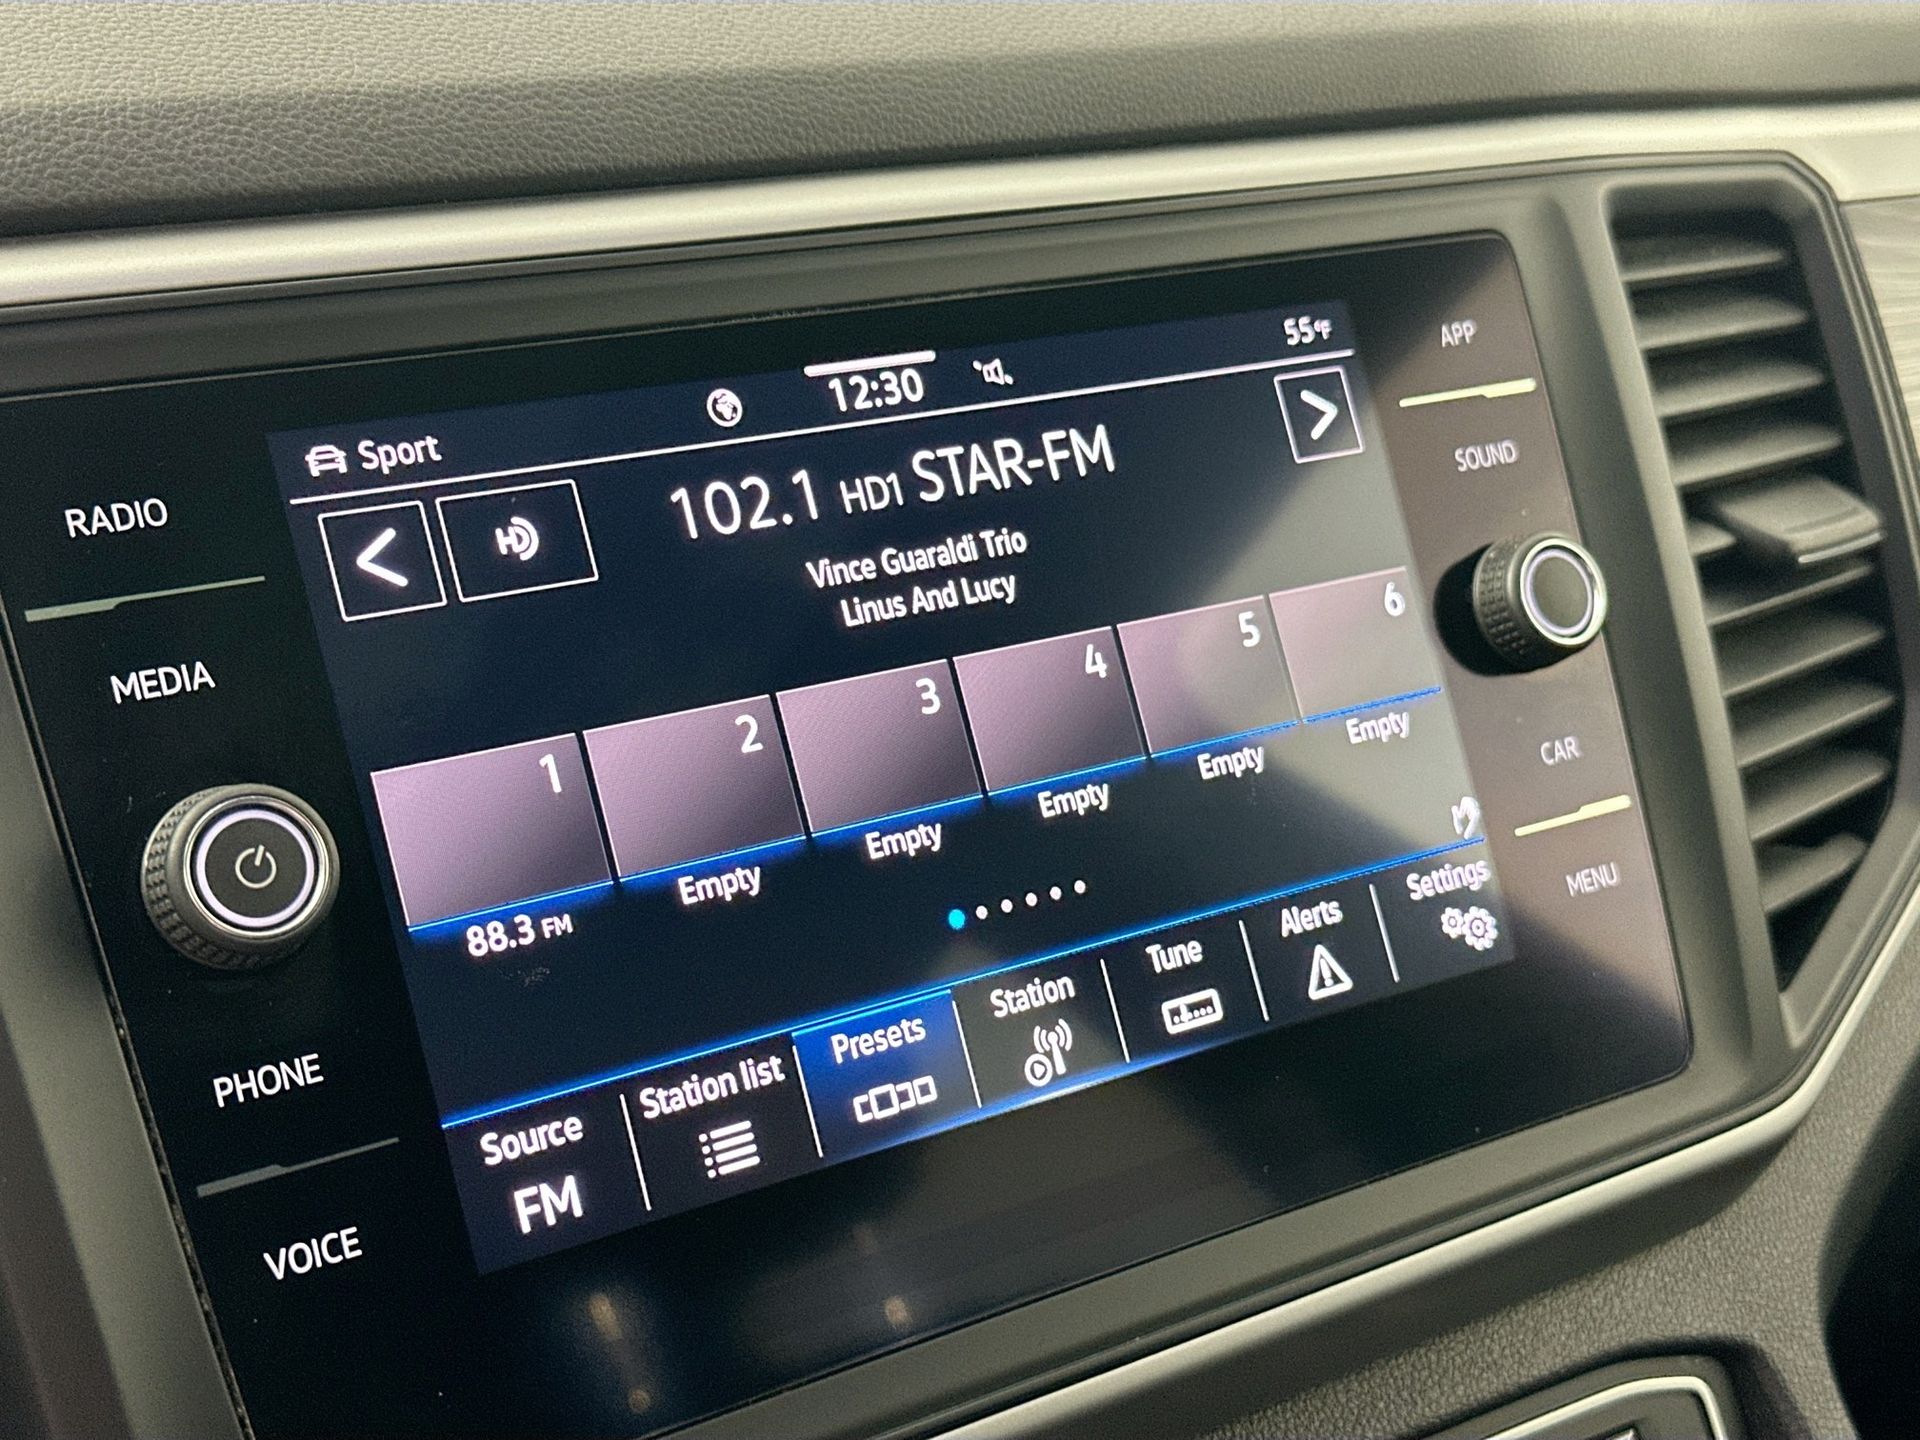 12:30
55°F
Sport
102.1 HD1 STAR-FM
HD
Vince Guaraldi Trio
Linus And Lucy
1
2
3
4
5
6
88.3 FM
Empty
Empty
Empty
Empty
Empty
Source
FM
Station list
Presets
Station
Tune
Alerts
Settings
RADIO
MEDIA
PHONE
VOICE
APP
SOUND
CAR
MENU